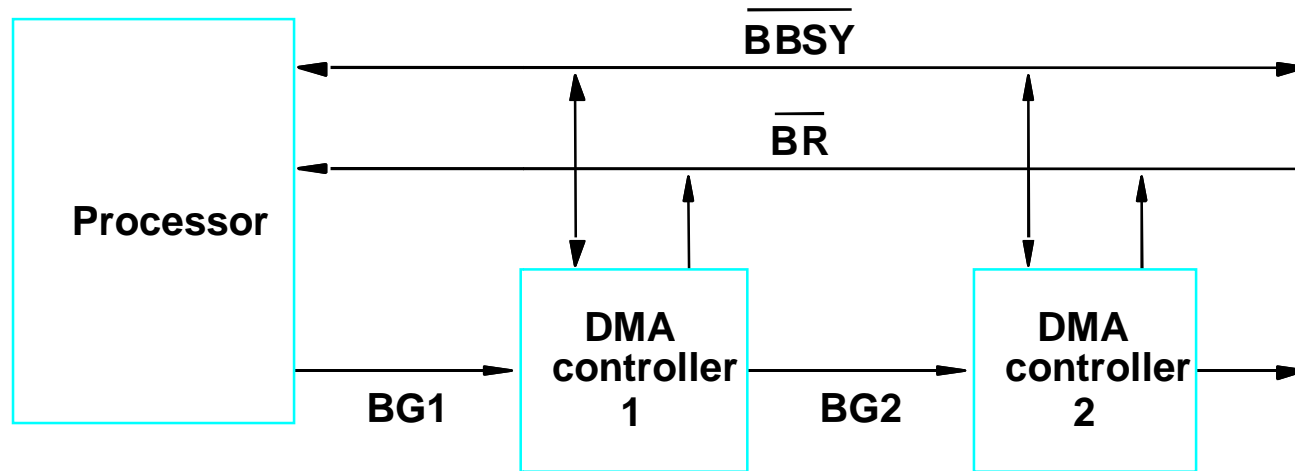 BBSY
BR
Processor
DMA
controller
1
DMA
controller
2
BG1
BG2